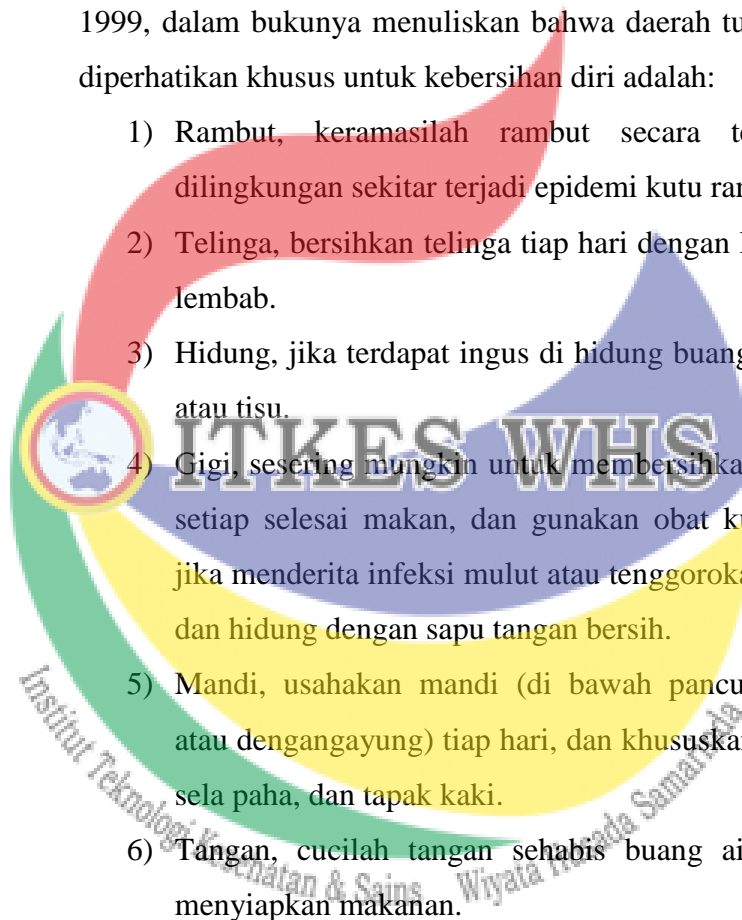 1999, dalam bukunya menuliskan bahwa daerah tu
diperhatikan khusus untuk kebersihan diri adalah:
1) Rambut, keramasilah rambut secara te
dilingkungan sekitar terjadi epidemi kutu ran
2) Telinga, bersihkan telinga tiap hari dengan
lembab.
3) Hidung, jika terdapat ingus di hidung buang
atau tisu.
ITKES WHS
4) Gigi, sesering mungkin untuk membersihka
setiap selesai makan, dan gunakan obat ku
jika menderita infeksi mulut atau tenggoroka
dan hidung dengan sapu tangan bersih.
5) Mandi, usahakan mandi (di bawah pancu
atau dengangayung) tiap hari, dan khususkan
sela paha, dan tapak kaki.
6) Tangan, cucilah tangan sehabis buang ai
menyiapkan makanan.
Institut Teknologi Kesehatan & Sains Wiyata Husada Samarinda